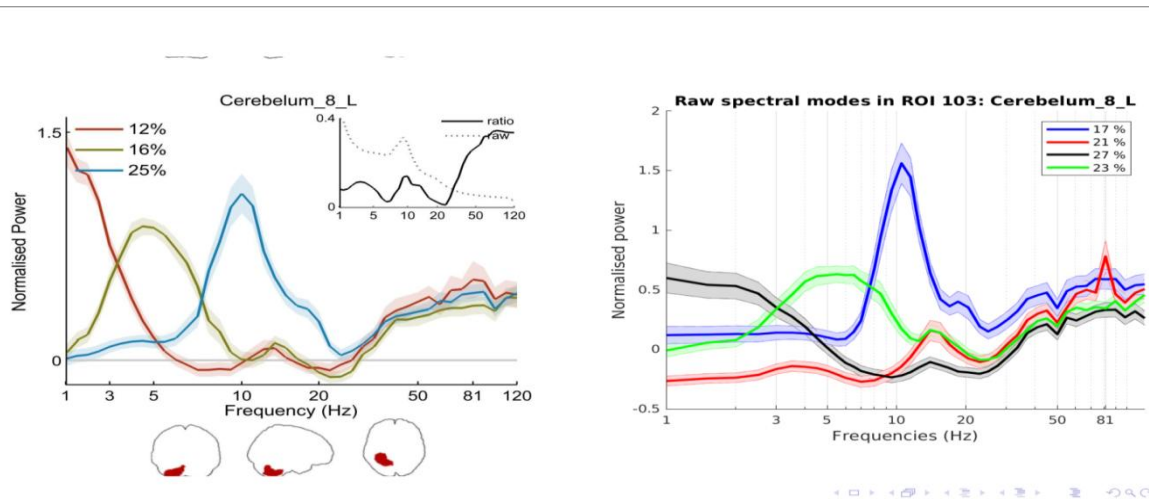 Cerebelum_8_L
1.5
0
Normalised Power
12%
16%
25%
0.4
0
ratio
raw
1 5 10 20 50 120
1 3 5 10 20 50 81 120
Frequency (Hz)
Raw spectral modes in ROI 103: Cerebelum_8_L
2
1.5
1
0.5
0
-0.5
Normalised power
17 %
21 %
27 %
23 %
1 3 5 10 20 50 81
Frequencies (Hz)